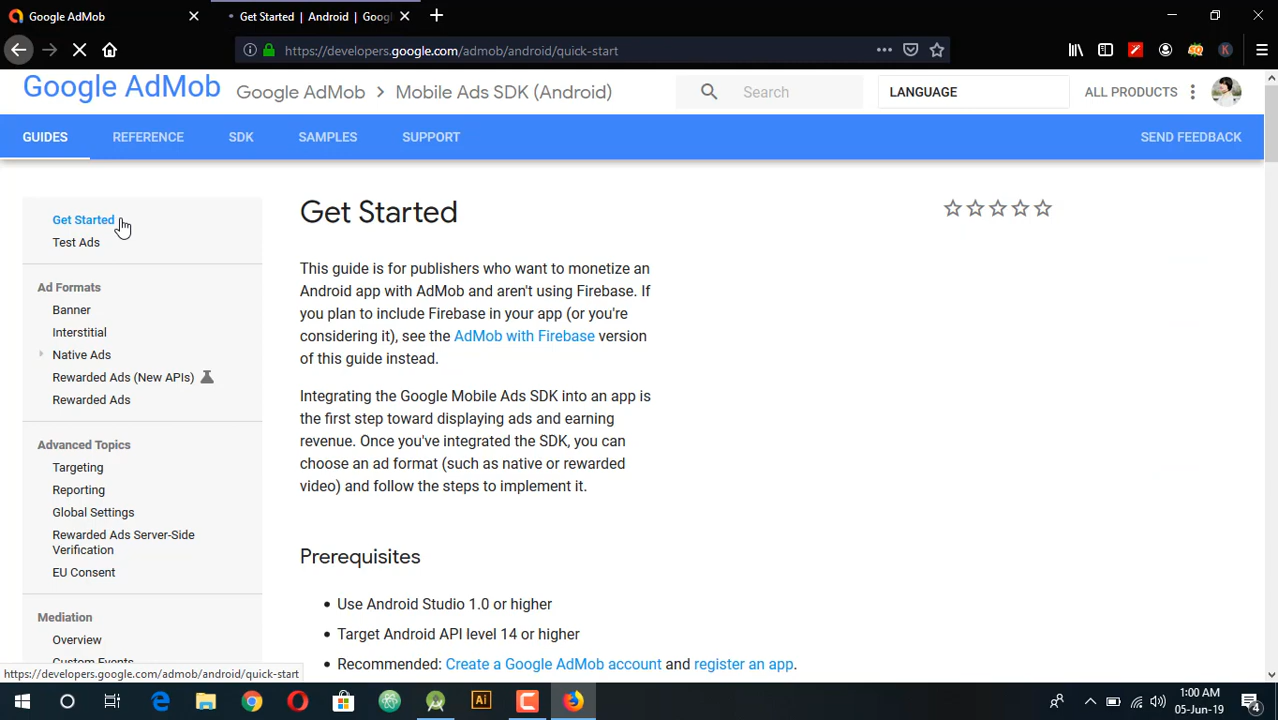 Google AdMob
Get Started | Android | Goog
https://developers.google.com/admob/android/quick-start
Google AdMob
Google AdMob > Mobile Ads SDK (Android)
Search
LANGUAGE
ALL PRODUCTS
GUIDES
REFERENCE
SDK
SAMPLES
SUPPORT
SEND FEEDBACK
Get Started
Test Ads
Ad Formats
Banner
Interstitial
Native Ads
Rewarded Ads (New APIs)
Rewarded Ads
Advanced Topics
Targeting
Reporting
Global Settings
Rewarded Ads Server-Side
Verification
EU Consent
Mediation
Overview
Custom Events
Get Started
This guide is for publishers who want to monetize an
Android app with AdMob and aren't using Firebase. If
you plan to include Firebase in your app (or you're
considering it), see the AdMob with Firebase version
of this guide instead.
Integrating the Google Mobile Ads SDK into an app is
the first step toward displaying ads and earning
revenue. Once you've integrated the SDK, you can
choose an ad format (such as native or rewarded
video) and follow the steps to implement it.
Prerequisites
• Use Android Studio 1.0 or higher
• Target Android API level 14 or higher
• Recommended: Create a Google AdMob account and register an app.
https://developers.google.com/admob/android/quick-start
Ai
1:00 AM
05-Jun-19
4